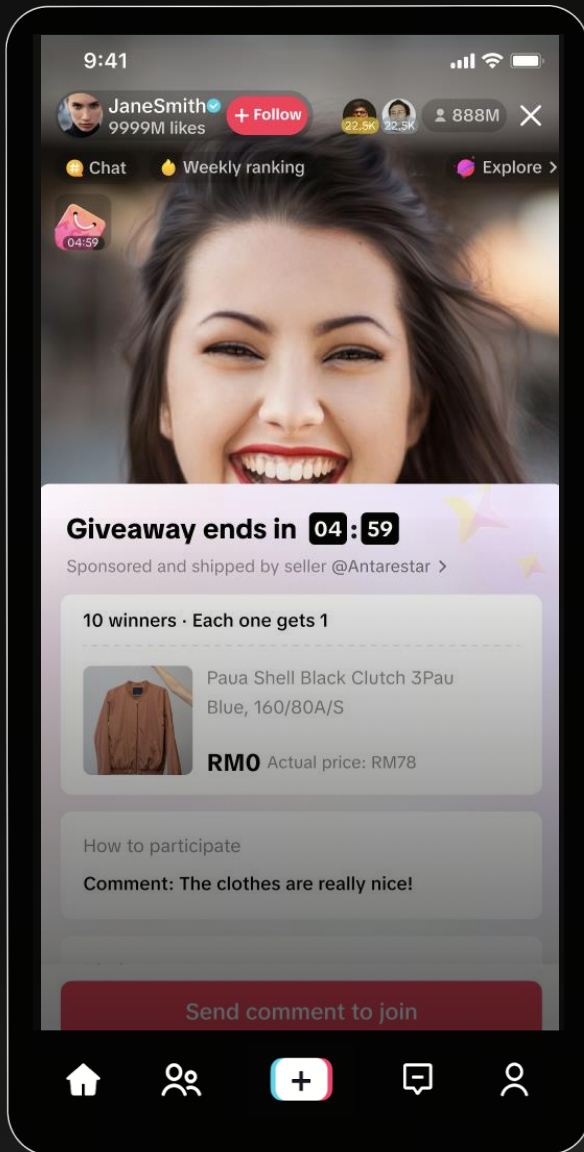 9:41
JaneSmith
9999M likes
+ Follow
22.5K
22.5K
888M
Chat
Weekly ranking
Explore >
04:59
Giveaway ends in 04:59
Sponsored and shipped by seller @Antarestar >
10 winners · Each one gets 1
Paua Shell Black Clutch 3Pau
Blue, 160/80A/S
RM0 Actual price: RM78
How to participate
Comment: The clothes are really nice!
Send comment to join